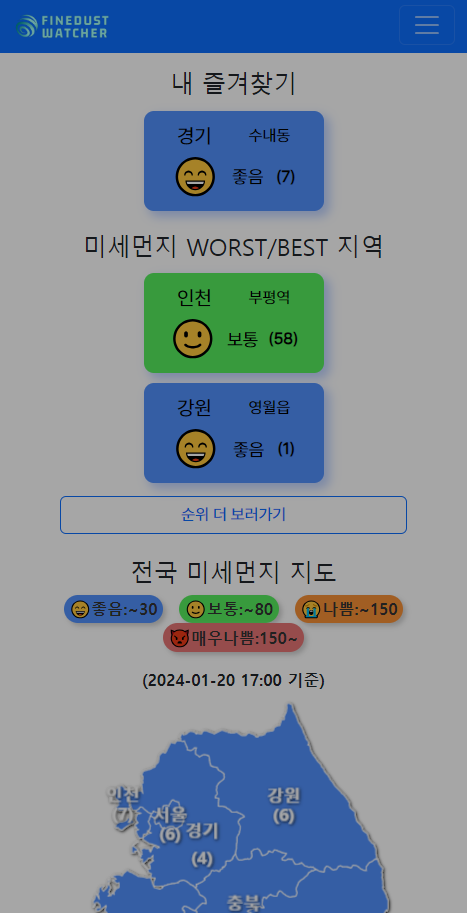 FINEDUST
WATCHER
내 즐겨찾기
경기 수내동
좋음 (7)
미세먼지 WORST/BEST 지역
인천 부평역
보통 (58)
강원 영월읍
좋음 (1)
순위 더 보러가기
전국 미세먼지 지도
좋음:~30 보통:~80 나쁨:~150
매우나쁨:150~
(2024-01-20 17:00 기준)
인천
(7)
서울
(6)
경기
(4)
강원
(6)
충북